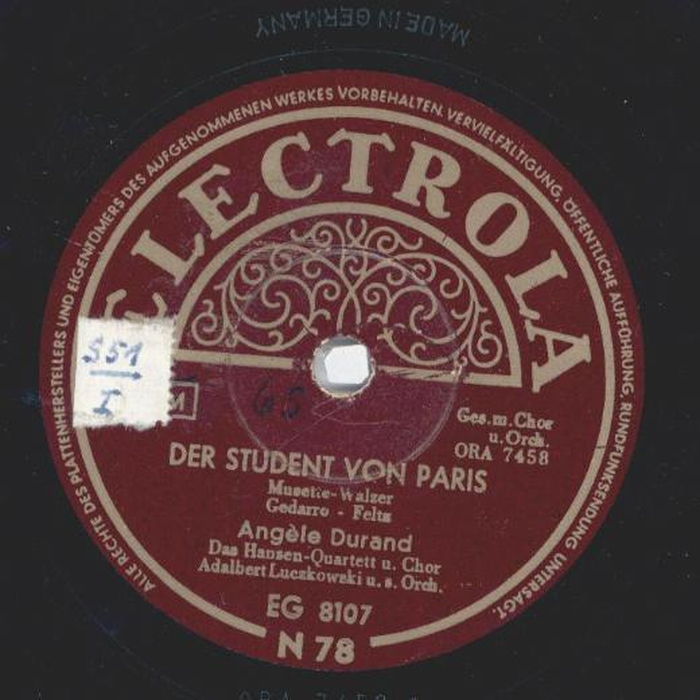 MADE IN GERMANY
ALLE RECHTE DES PLATTENHERSTELLERS UND EIGENTÜMERS DES AUFGENOMMENEN WERKES VORBEHALTEN. VERVIELFÄLTIGUNG, ÖFFENTLICHE AUFFÜHRUNG, RUNDFUNKSENDUNG UNTERSAGT.
ELECTROLA
551
I
M
65
Ges. m. Chor
u. Orch.
ORA 7458
DER STUDENT VON PARIS
Musette-Walzer
Gedarro - Feltz
Angèle Durand
Das Hansen-Quartett u. Chor
Adalbert Luczkowski u. s. Orch.
EG 8107
N 78